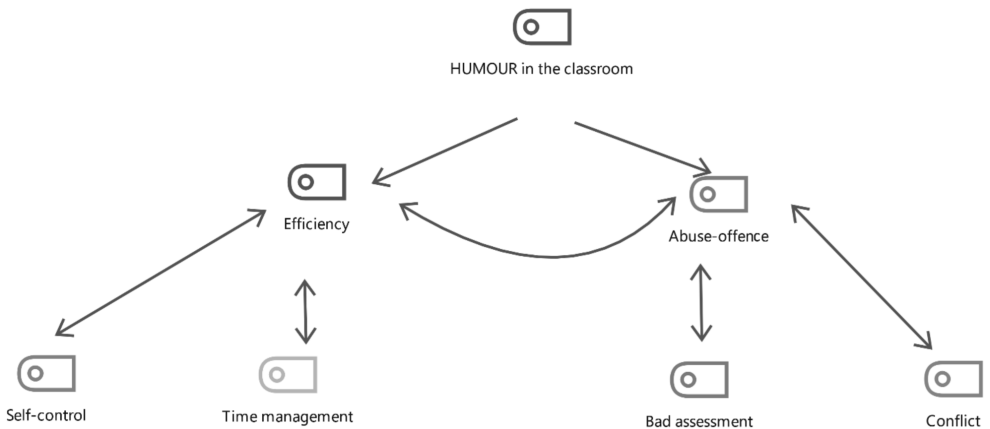 HUMOUR in the classroom
Efficiency
Abuse-offence
Self-control
Time management
Bad assessment
Conflict